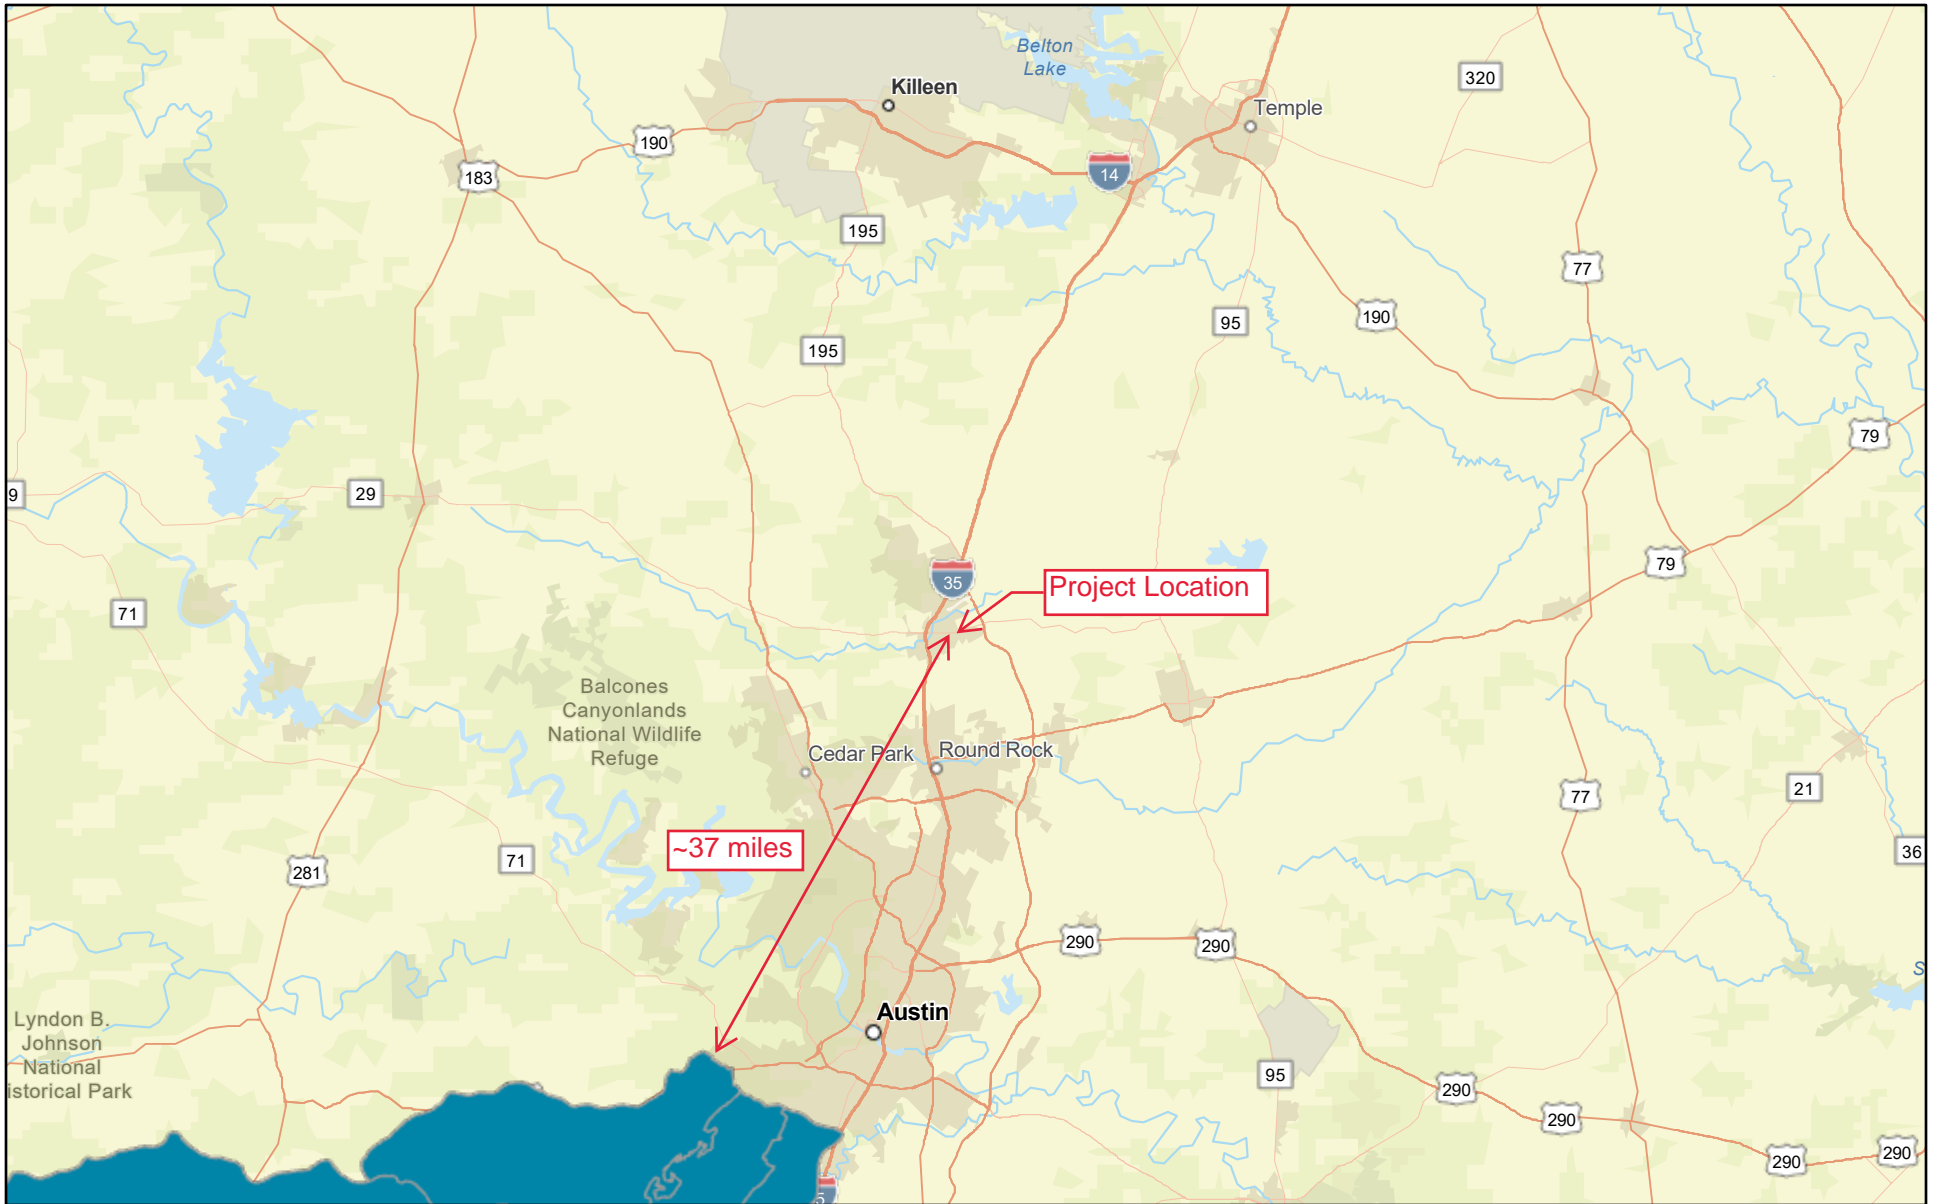 Belton
Lake
320
Killeen
Temple
190
183
14
195
77
95
190
195
79
9
29
79
35
Project Location
71
Balcones
Canyonlands
National Wildlife
Refuge
Cedar Park
Round Rock
77
21
~37 miles
71
36
281
290
290
S
Austin
Lyndon B.
Johnson
National
istorical Park
95
290
290
290
290
5